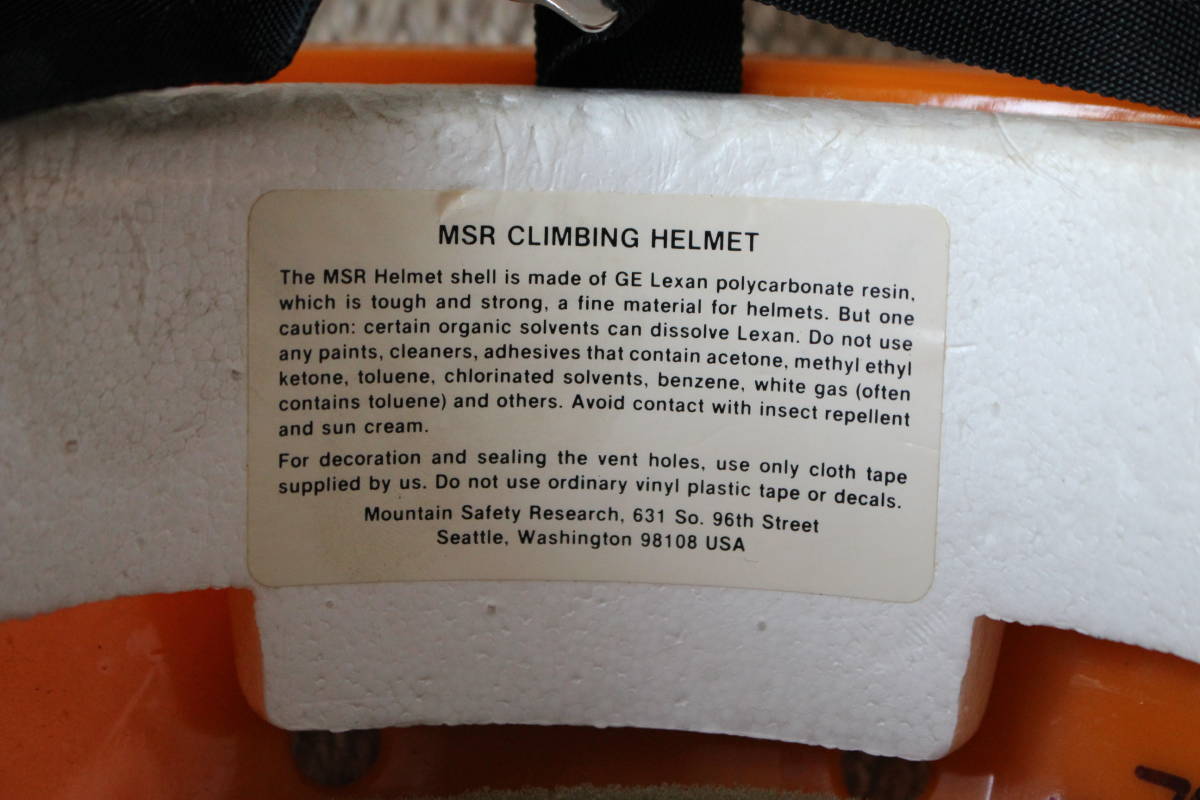 MSR CLIMBING HELMET
The MSR Helmet shell is made of GE Lexan polycarbonate resin,
which is tough and strong, a fine material for helmets. But one
caution: certain organic solvents can dissolve Lexan. Do not use
any paints, cleaners, adhesives that contain acetone, methyl ethyl
ketone, toluene, chlorinated solvents, benzene, white gas (often
contains toluene) and others. Avoid contact with insect repellent
and sun cream.
For decoration and sealing the vent holes, use only cloth tape
supplied by us. Do not use ordinary vinyl plastic tape or decals.
Mountain Safety Research, 631 So. 96th Street
Seattle, Washington 98108 USA